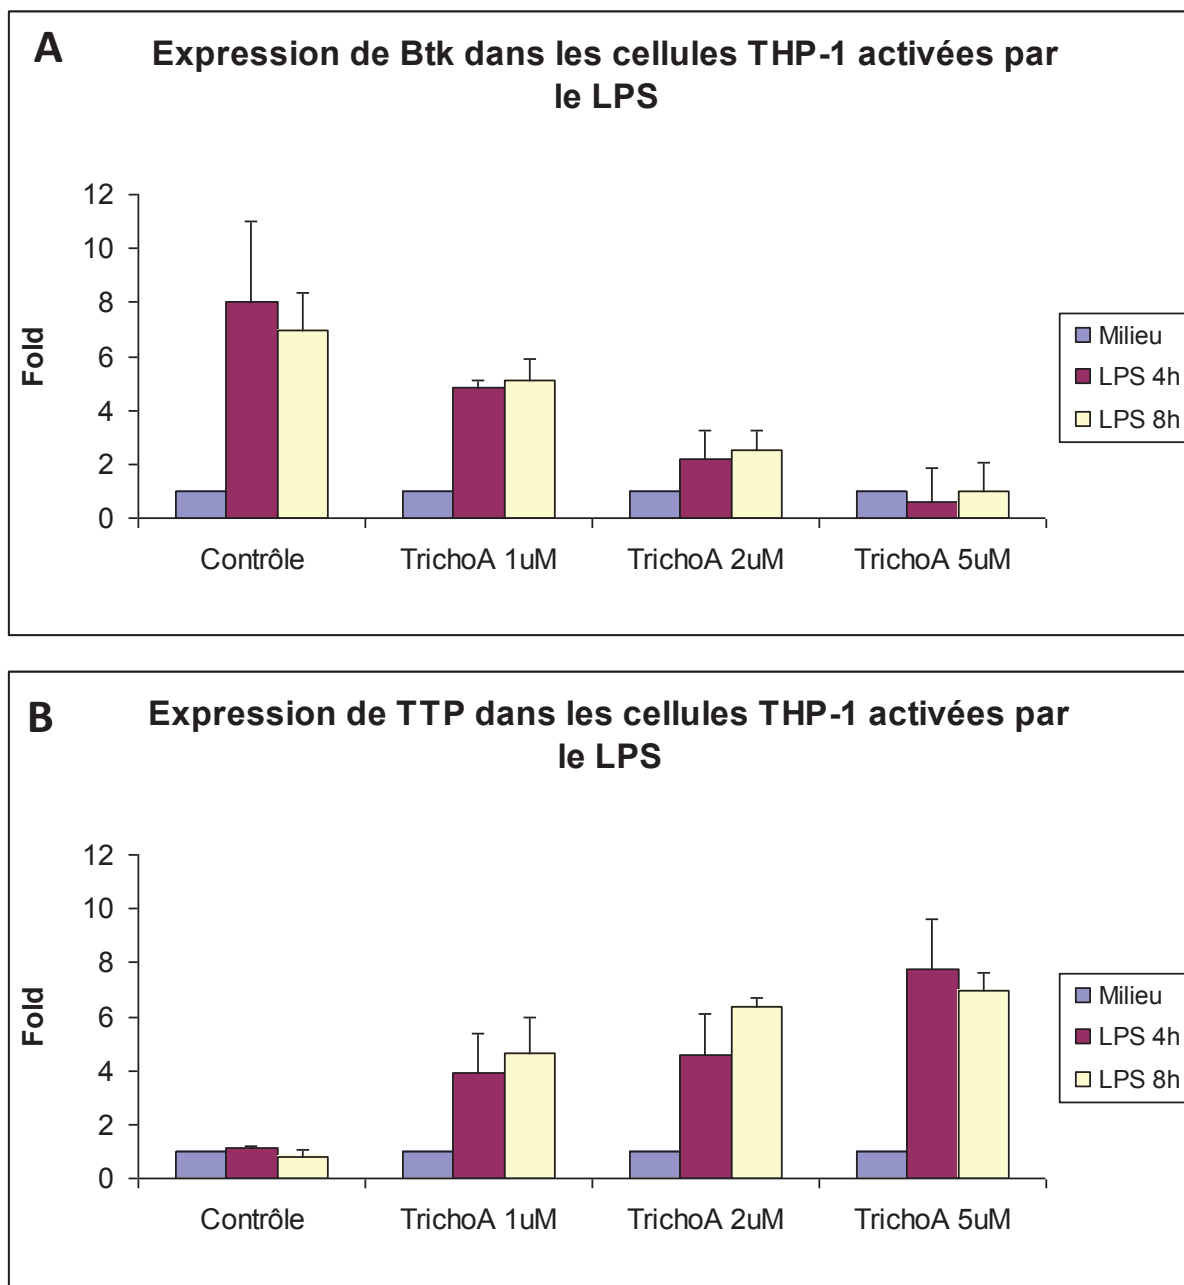 A
Expression de Btk dans les cellules THP-1 activées par
le LPS
12
10
8
6
4
2
0
Fold
Contrôle
TrichoA 1uM
TrichoA 2uM
TrichoA 5uM
Milieu
LPS 4h
LPS 8h
B
Expression de TTP dans les cellules THP-1 activées par
le LPS
12
10
8
6
4
2
0
Fold
Contrôle
TrichoA 1uM
TrichoA 2uM
TrichoA 5uM
Milieu
LPS 4h
LPS 8h